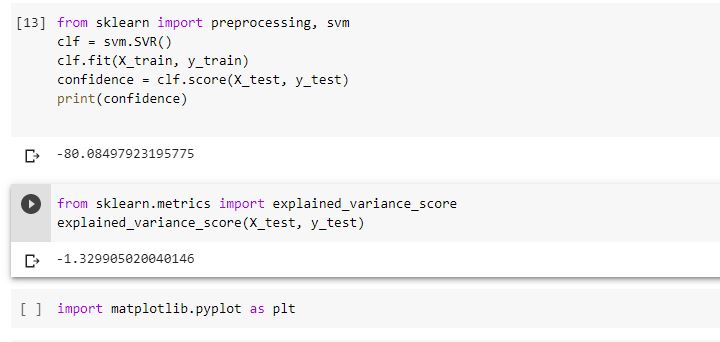 [13] from sklearn import preprocessing, svm
clf = svm.SVR()
clf.fit(X_train, y_train)
confidence = clf.score(X_test, y_test)
print(confidence)
-80.08497923195775
from sklearn.metrics import explained_variance_score
explained_variance_score(X_test, y_test)
-1.329905020040146
[ ] import matplotlib.pyplot as plt